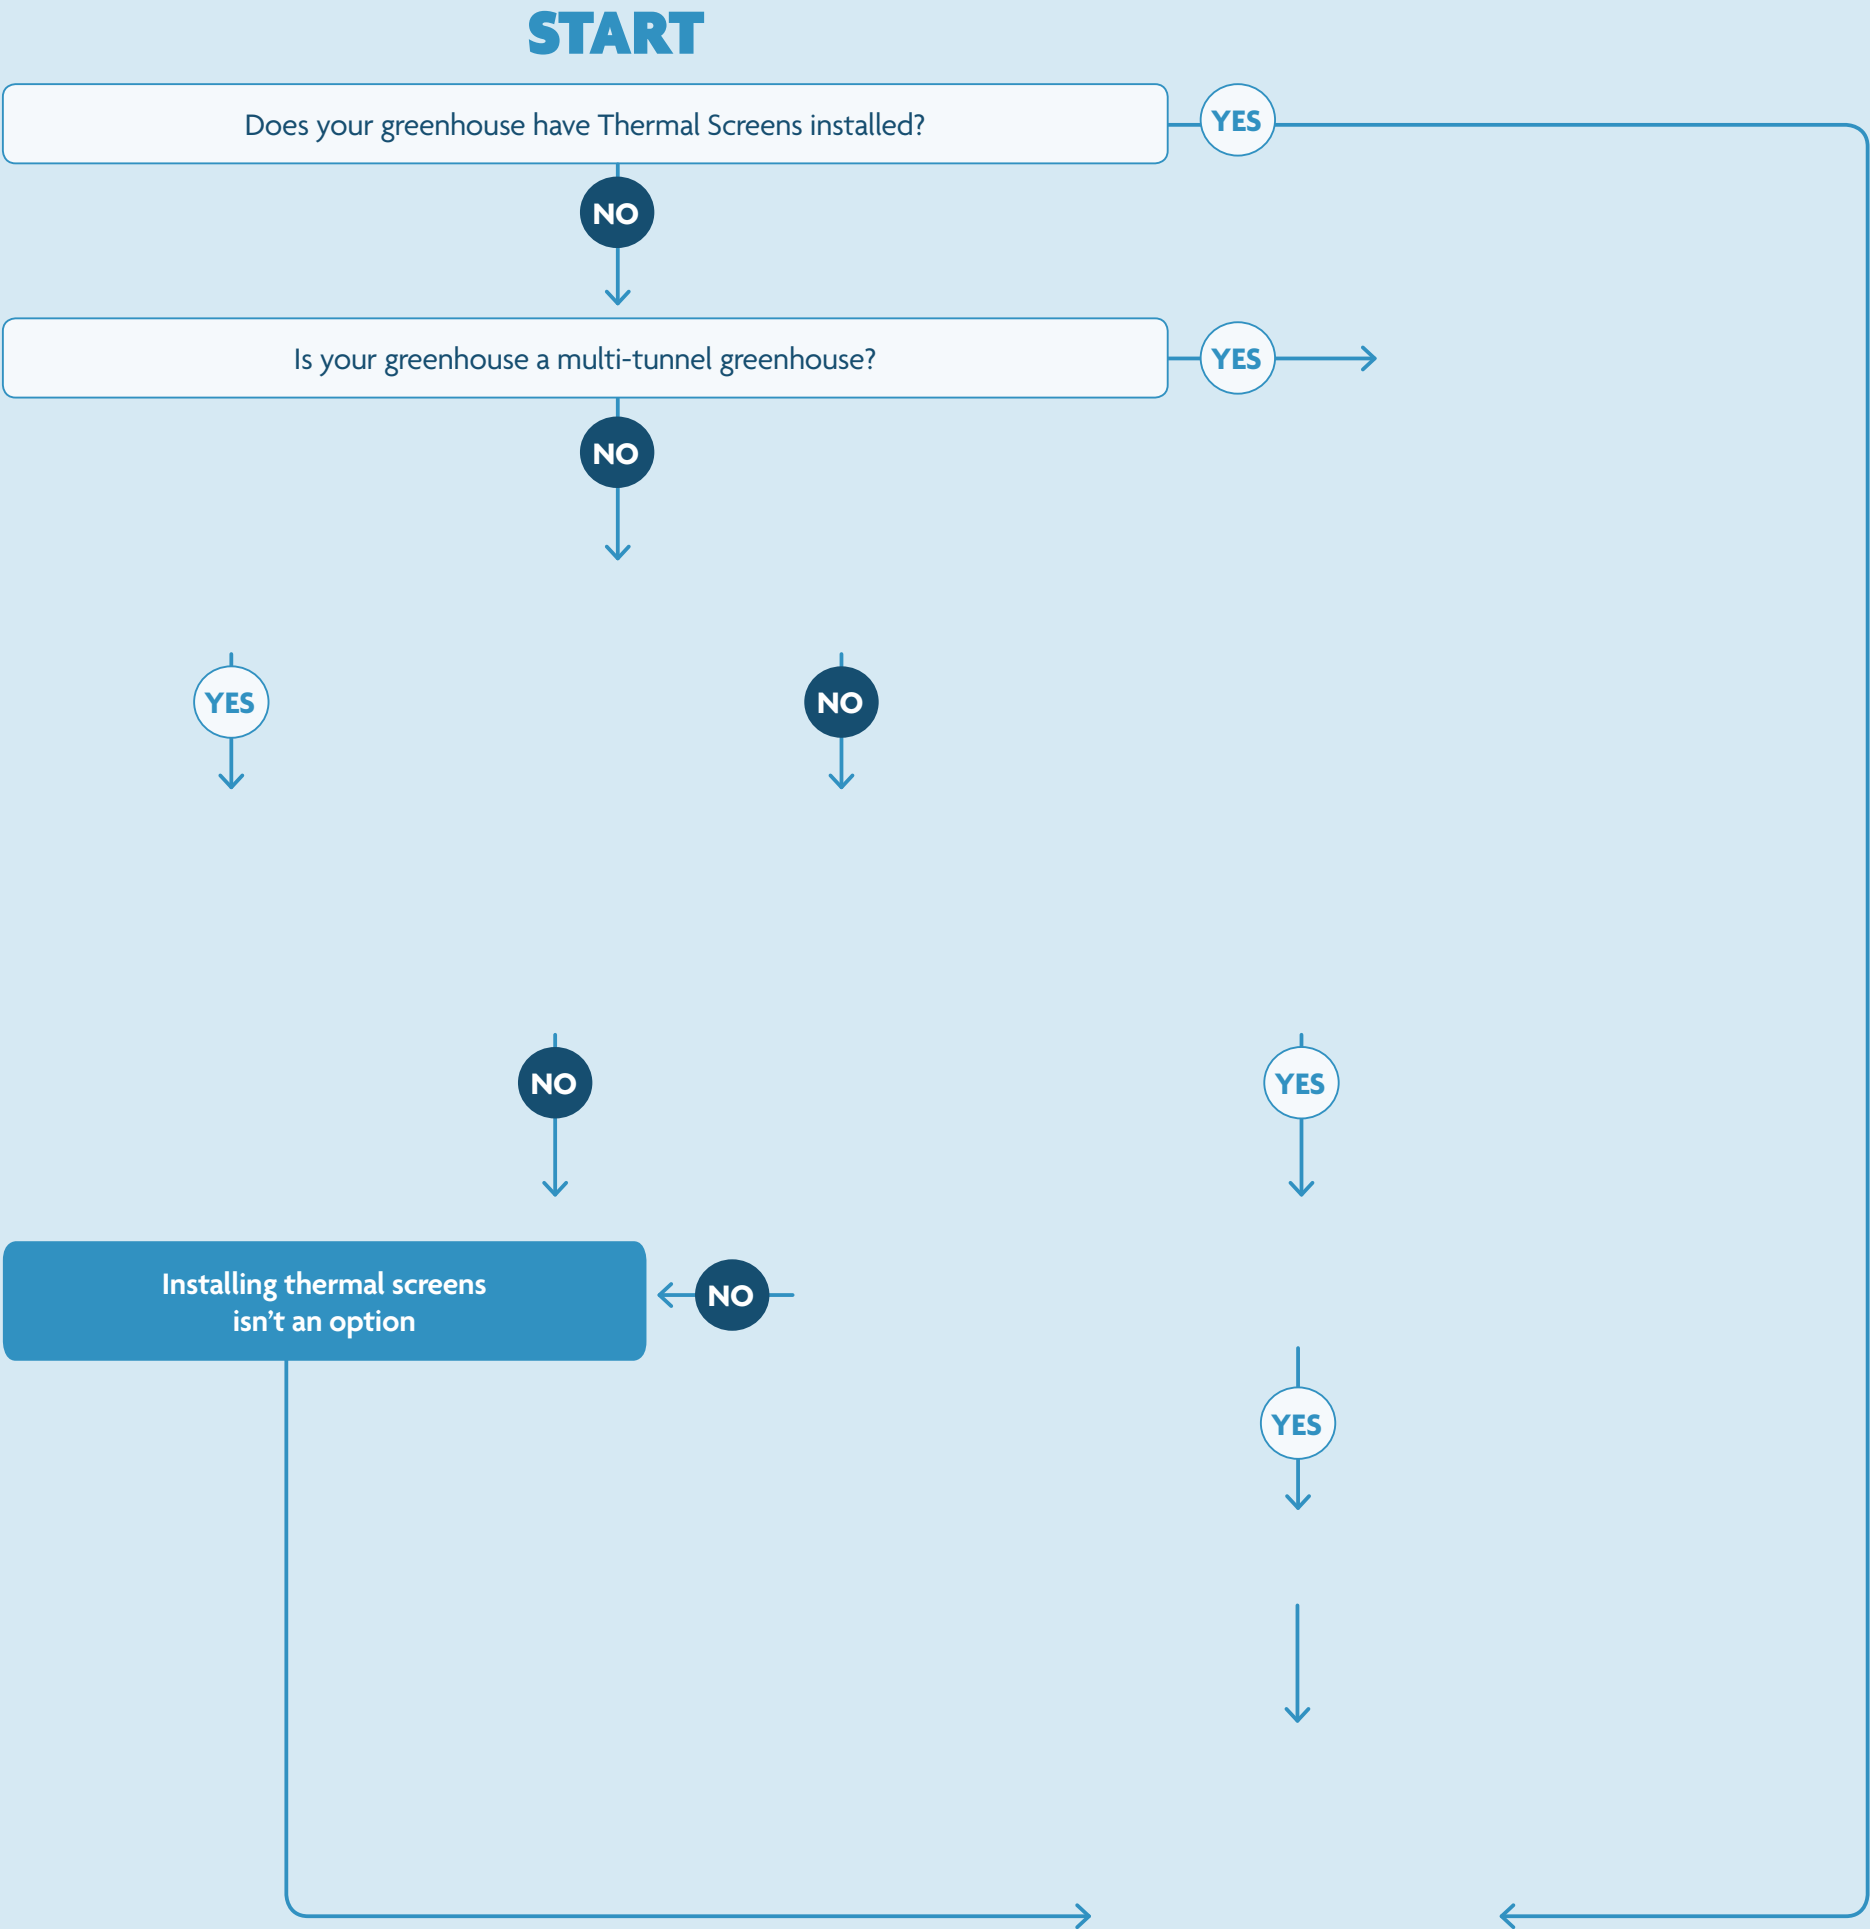 START
Does your greenhouse have Thermal Screens installed?
YES
NO
Is your greenhouse a multi-tunnel greenhouse?
YES
NO
YES
NO
NO
YES
Installing thermal screens
isn’t an option
NO
YES